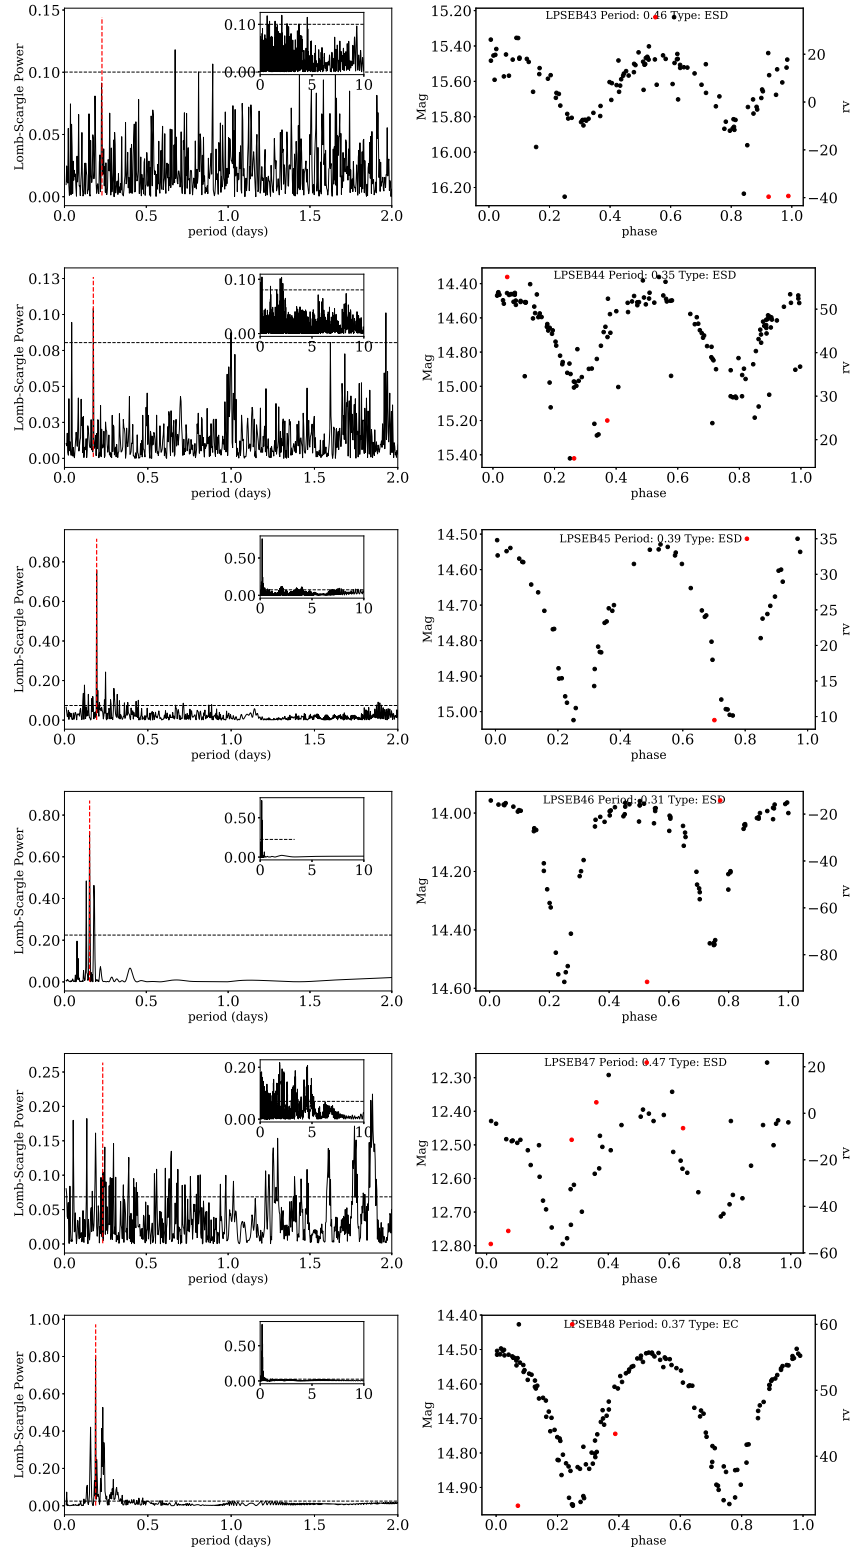 LPSEB43 Period: 0.46 Type: ESD
Lomb-Scargle Power
0.15
0.10
0.05
0.00
0.0 0.5 1.0 1.5 2.0
period (days)
0.10
0.00
0 5 10
Mag
15.20
15.40
15.60
15.80
16.00
16.20
0.0 0.2 0.4 0.6 0.8 1.0
phase
20
0
−20
−40
rv
LPSEB44 Period: 0.35 Type: ESD
Lomb-Scargle Power
0.13
0.10
0.08
0.05
0.03
0.00
0.0 0.5 1.0 1.5 2.0
period (days)
0.10
0.00
0 5 10
Mag
14.40
14.60
14.80
15.00
15.20
15.40
0.0 0.2 0.4 0.6 0.8 1.0
phase
50
40
30
20
rv
LPSEB45 Period: 0.39 Type: ESD
Lomb-Scargle Power
0.80
0.60
0.40
0.20
0.00
0.0 0.5 1.0 1.5 2.0
period (days)
0.50
0.00
0 5 10
Mag
14.50
14.60
14.70
14.80
14.90
15.00
0.0 0.2 0.4 0.6 0.8 1.0
phase
35
30
25
20
15
10
rv
LPSEB46 Period: 0.31 Type: ESD
Lomb-Scargle Power
0.80
0.60
0.40
0.20
0.00
0.0 0.5 1.0 1.5 2.0
period (days)
0.50
0.00
0 5 10
Mag
14.00
14.20
14.40
14.60
0.0 0.2 0.4 0.6 0.8 1.0
phase
−20
−40
−60
−80
rv
LPSEB47 Period: 0.47 Type: ESD
Lomb-Scargle Power
0.25
0.20
0.15
0.10
0.05
0.00
0.0 0.5 1.0 1.5 2.0
period (days)
0.20
0.00
0 5 10
Mag
12.30
12.40
12.50
12.60
12.70
12.80
0.0 0.2 0.4 0.6 0.8 1.0
phase
20
0
−20
−40
−60
rv
LPSEB48 Period: 0.37 Type: EC
Lomb-Scargle Power
1.00
0.80
0.60
0.40
0.20
0.00
0.0 0.5 1.0 1.5 2.0
period (days)
0.50
0.00
0 5 10
Mag
14.40
14.50
14.60
14.70
14.80
14.90
0.0 0.2 0.4 0.6 0.8 1.0
phase
60
50
40
rv